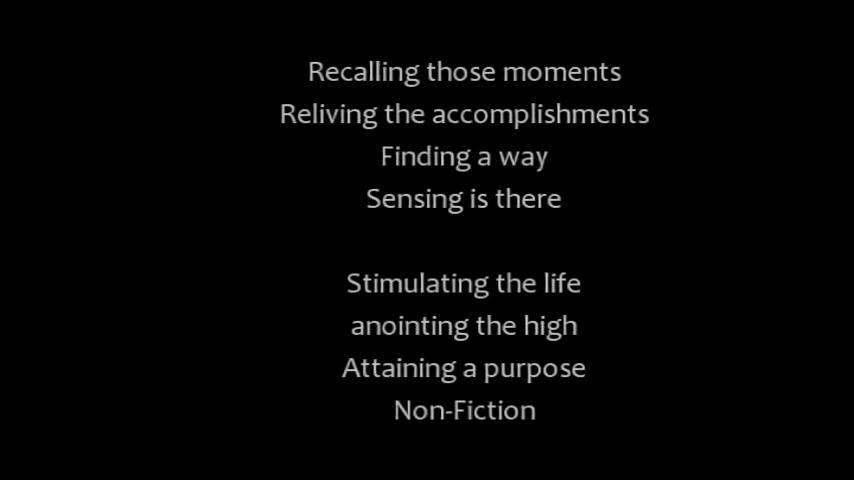 Recalling those moments
Reliving the accomplishments
Finding a way
Sensing is there
Stimulating the life
anointing the high
Attaining a purpose
Non-Fiction